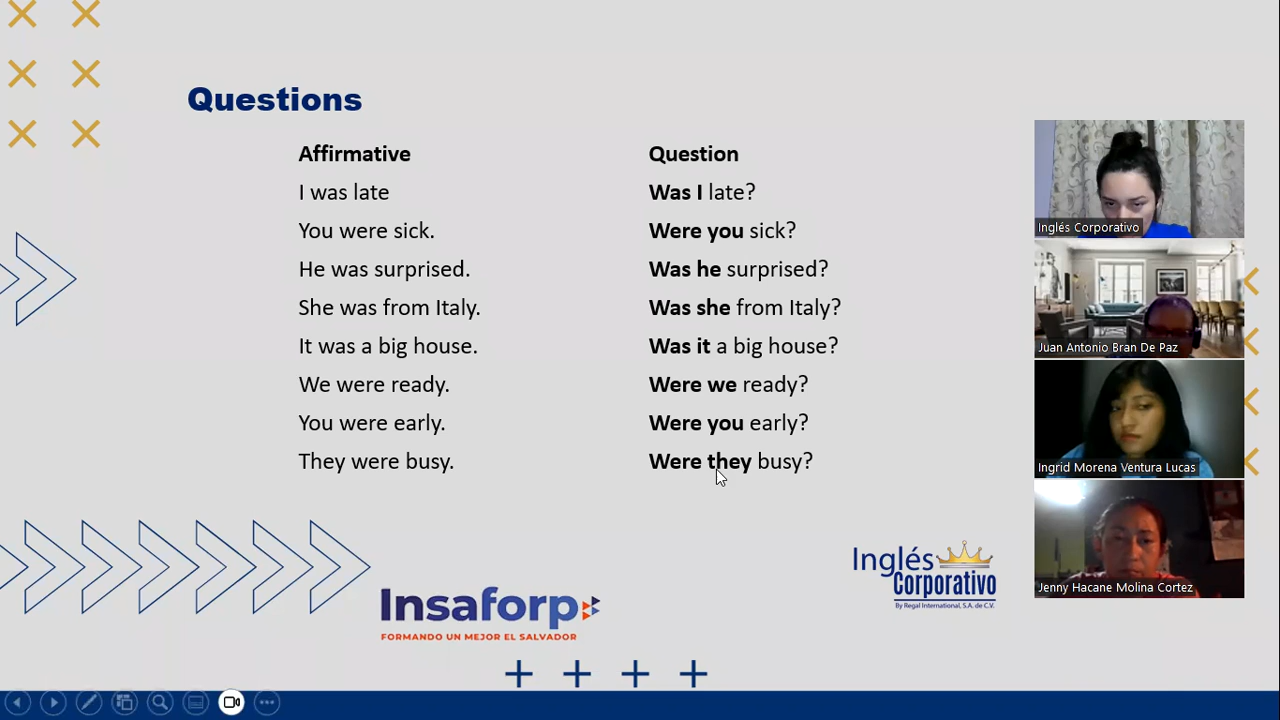 Questions
Affirmative
Question
I was late
Was I late?
You were sick.
Were you sick?
He was surprised.
Was he surprised?
She was from Italy.
Was she from Italy?
It was a big house.
Was it a big house?
We were ready.
Were we ready?
You were early.
Were you early?
They were busy.
Were they busy?
Inglés Corporativo
Juan Antonio Bran De Paz
Ingrid Morena Ventura Lucas
Jenny Hacane Molina Cortez
Inglés
Corporativo
By Regal International, S.A. de C.V.
Insaforp
FORMANDO UN MEJOR EL SALVADOR